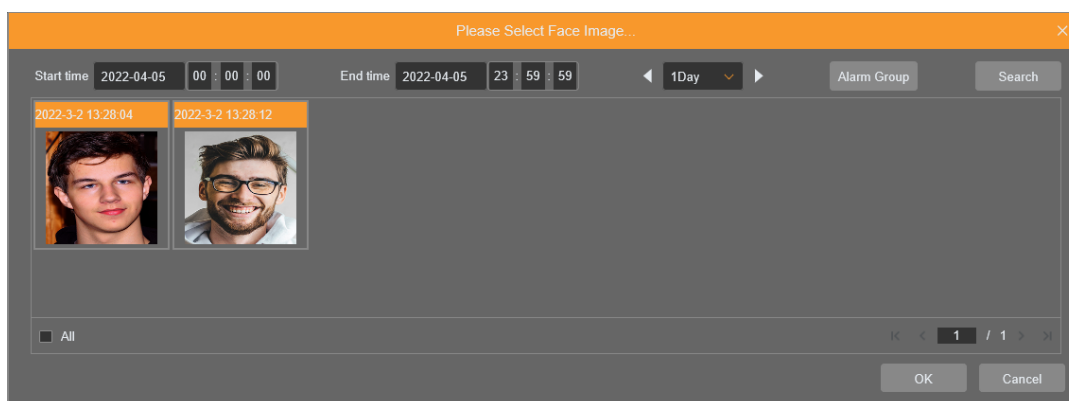 Please Select Face Image...
Start time 2022-04-05 00 : 00 : 00 End time 2022-04-05 23 : 59 : 59 1Day Alarm Group Search
2022-3-2 13:28:04 2022-3-2 13:28:12
All 1 / 1
OK Cancel